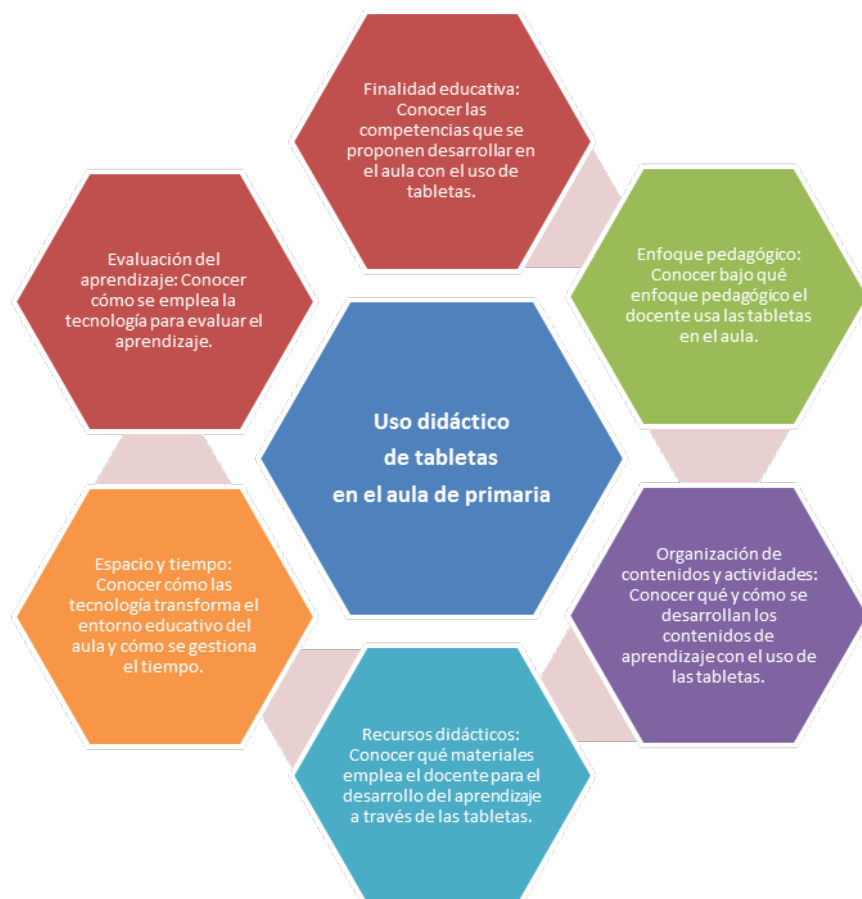 Finalidad educativa:
Conocer las
competencias que se
proponen desarrollar en
el aula con el uso de
tabletas.
Enfoque pedagógico:
Conocer bajo qué
enfoque pedagógico el
docente usa las tabletas
en el aula.
Organización de
contenidos y actividades:
Conocer qué y cómo se
desarrollan los
contenidos de
aprendizaje con el uso de
las tabletas.
Recursos didácticos:
Conocer qué materiales
emplea el docente para el
desarrollo del aprendizaje
a través de las tabletas.
Espacio y tiempo:
Conocer cómo las
tecnología transforma el
entorno educativo del
aula y cómo se gestiona
el tiempo.
Evaluación del
aprendizaje: Conocer
cómo se emplea la
tecnología para evaluar el
aprendizaje.
Uso didáctico
de tabletas
en el aula de primaria